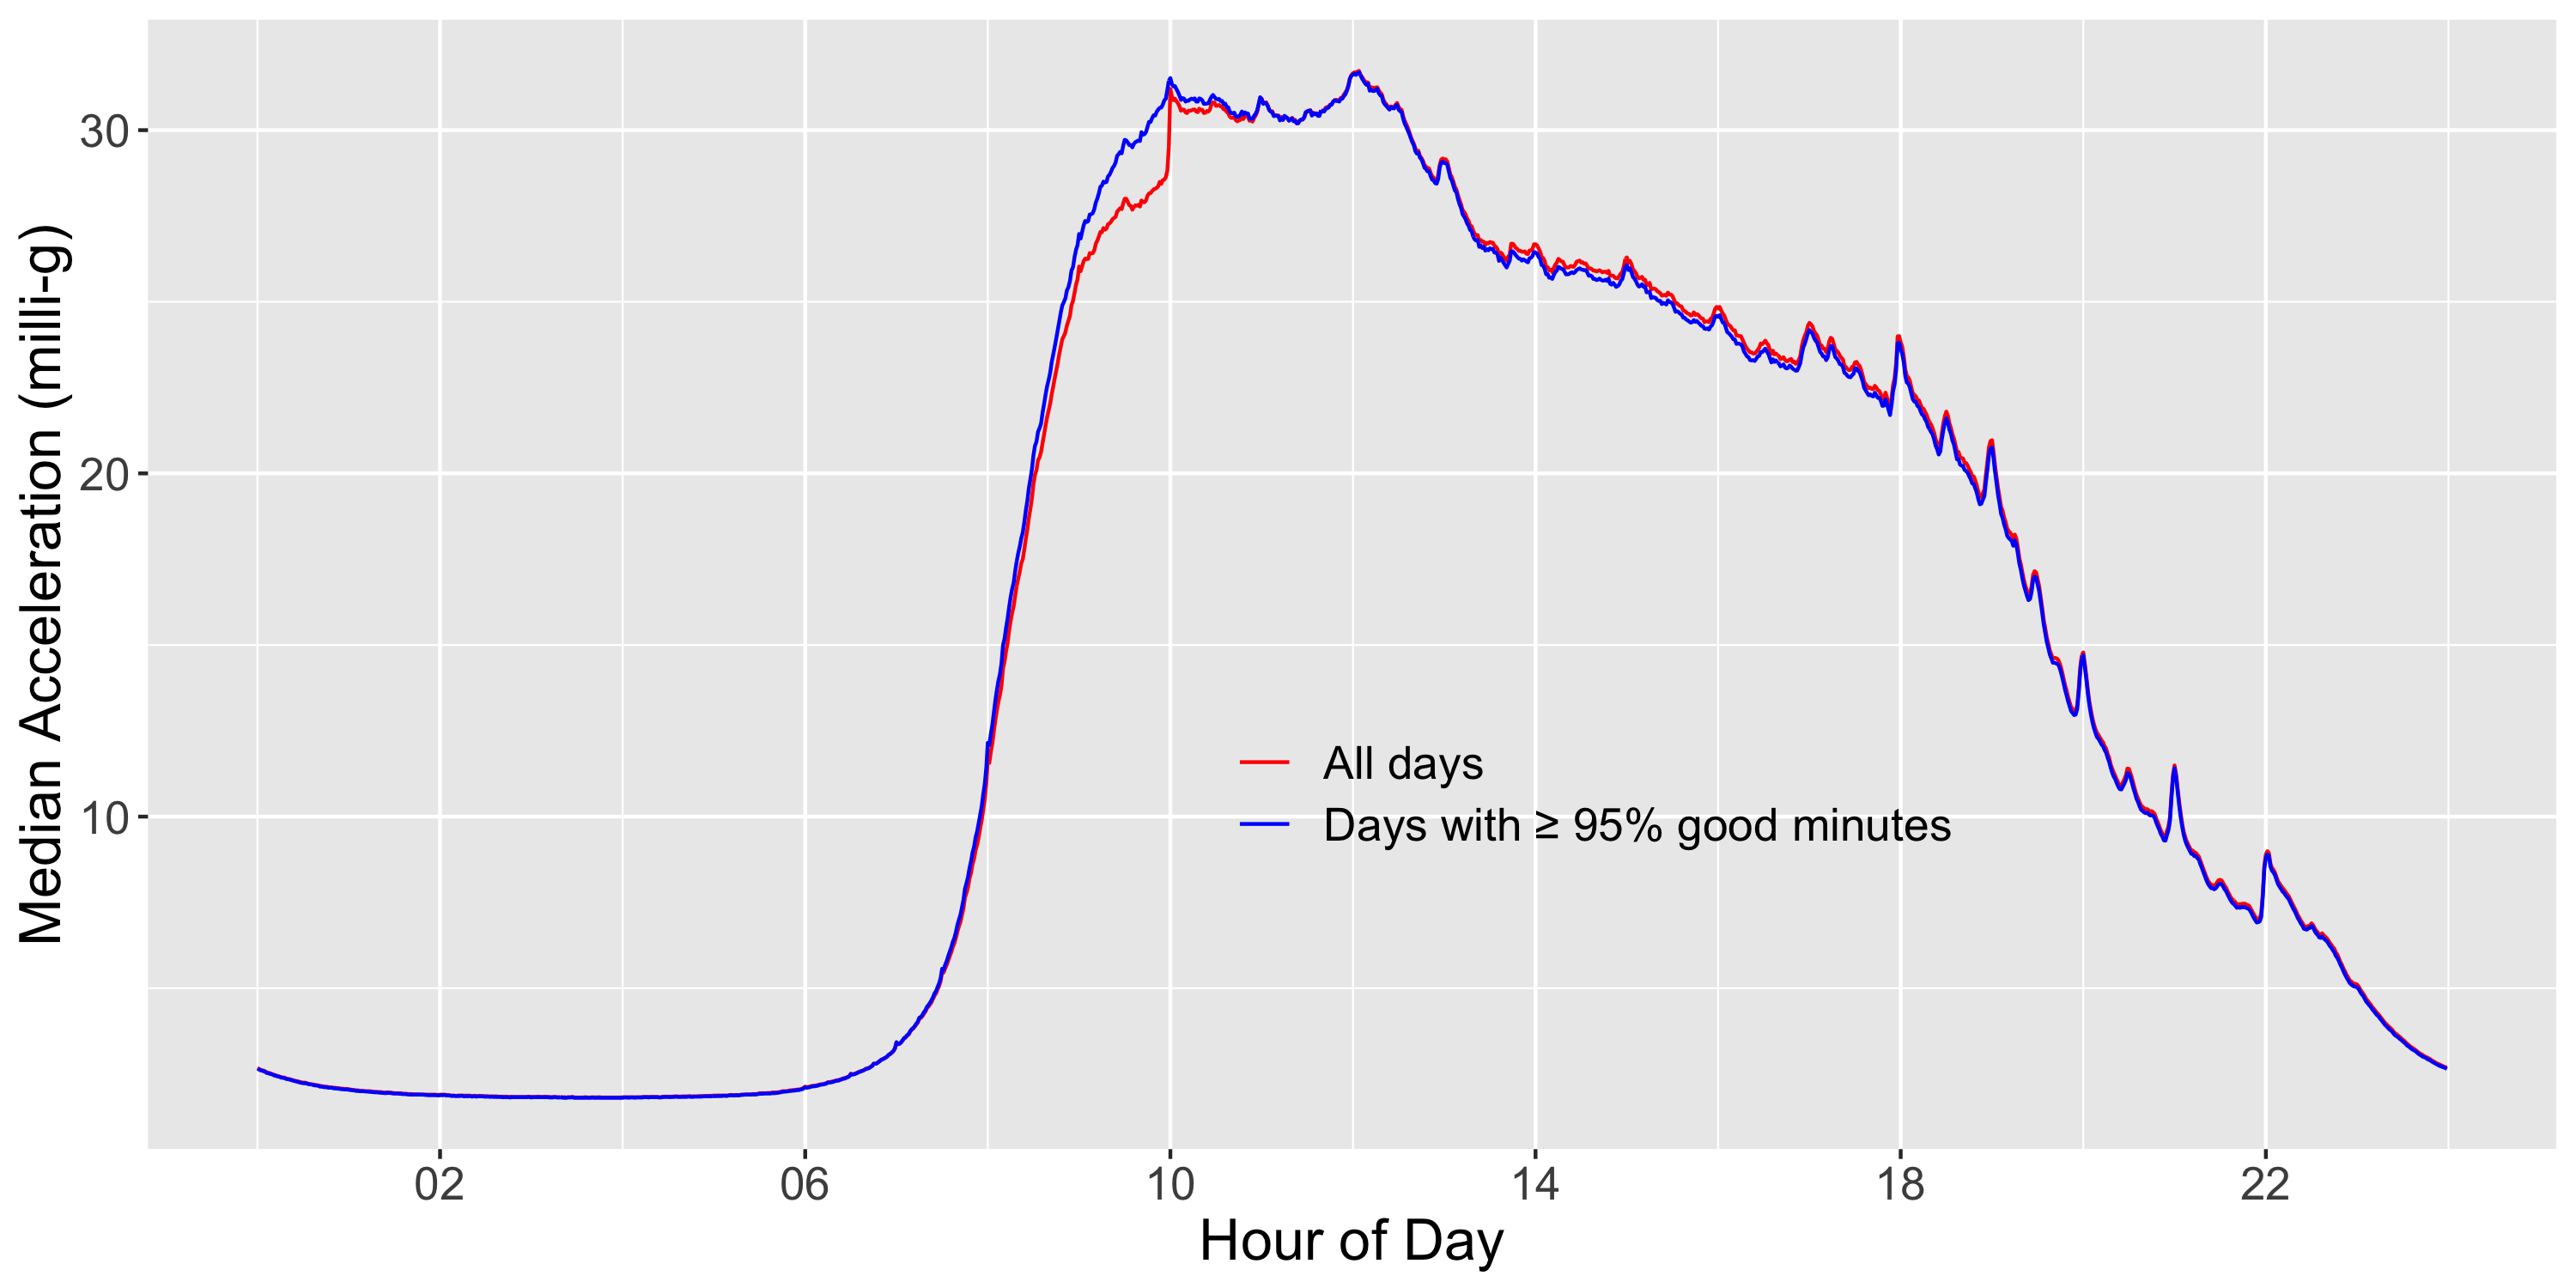 Median Acceleration (milli-g)
30
20
10
All days
Days with ≥ 95% good minutes
02 06 10 14 18 22
Hour of Day